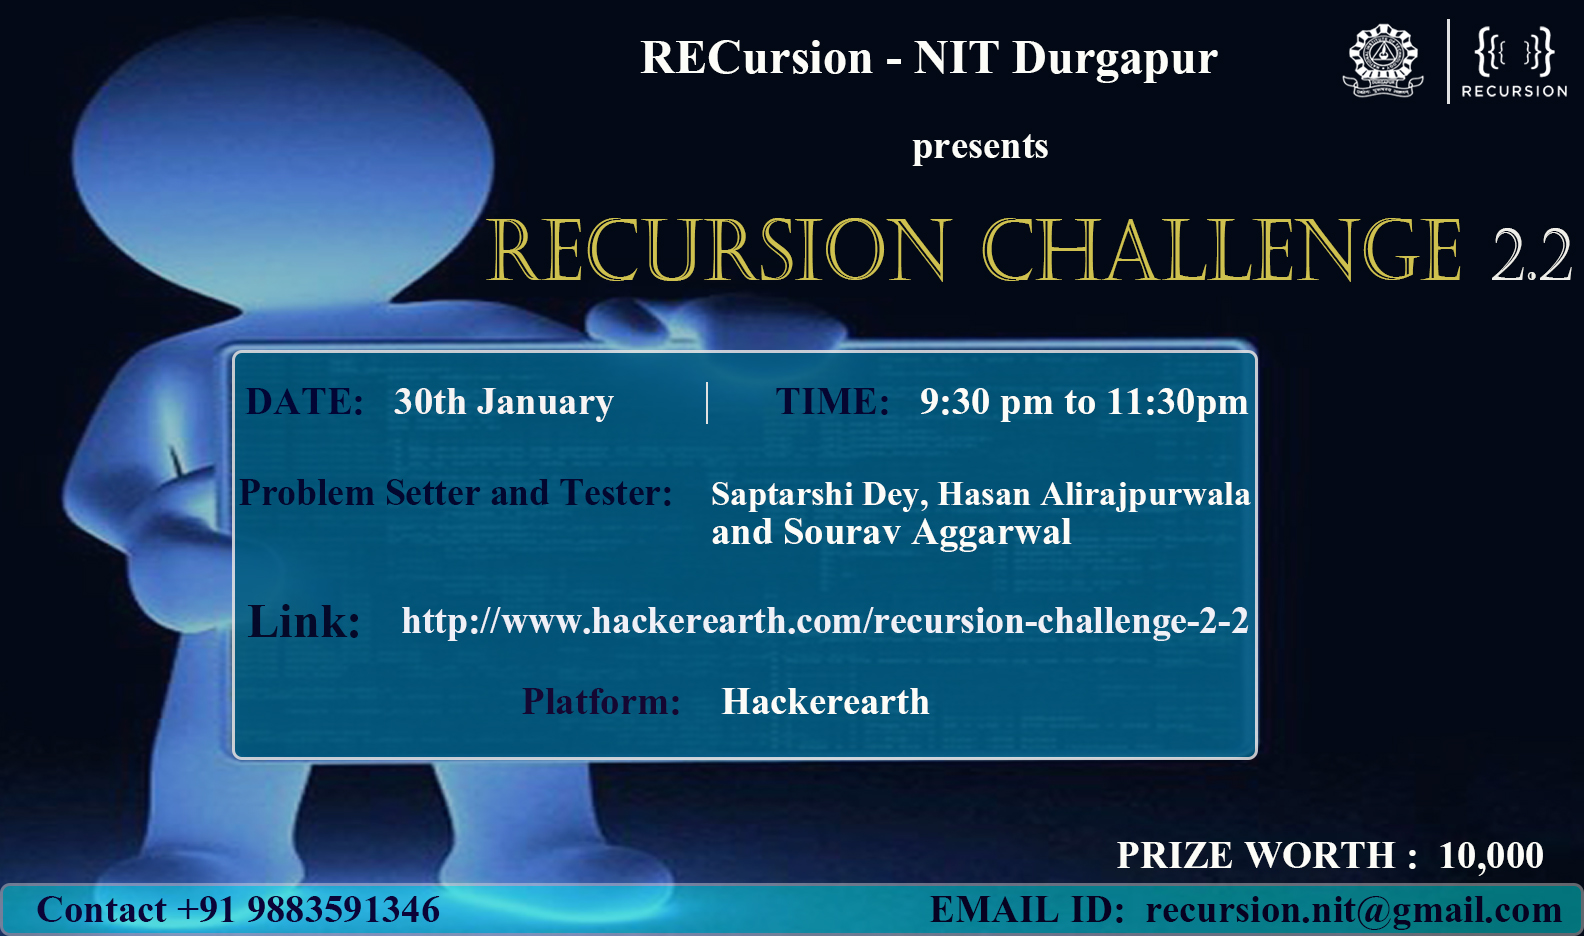 RECursion - NIT Durgapur
RECURSION
presents
RECURSION CHALLENGE 2.2
DATE: 30th January | TIME: 9:30 pm to 11:30pm
Problem Setter and Tester: Saptarshi Dey, Hasan Alirajpurwala
and Sourav Aggarwal
Link: http://www.hackerearth.com/recursion-challenge-2-2
Platform: Hackerearth
PRIZE WORTH : 10,000
Contact +91 9883591346
EMAIL ID: recursion.nit@gmail.com